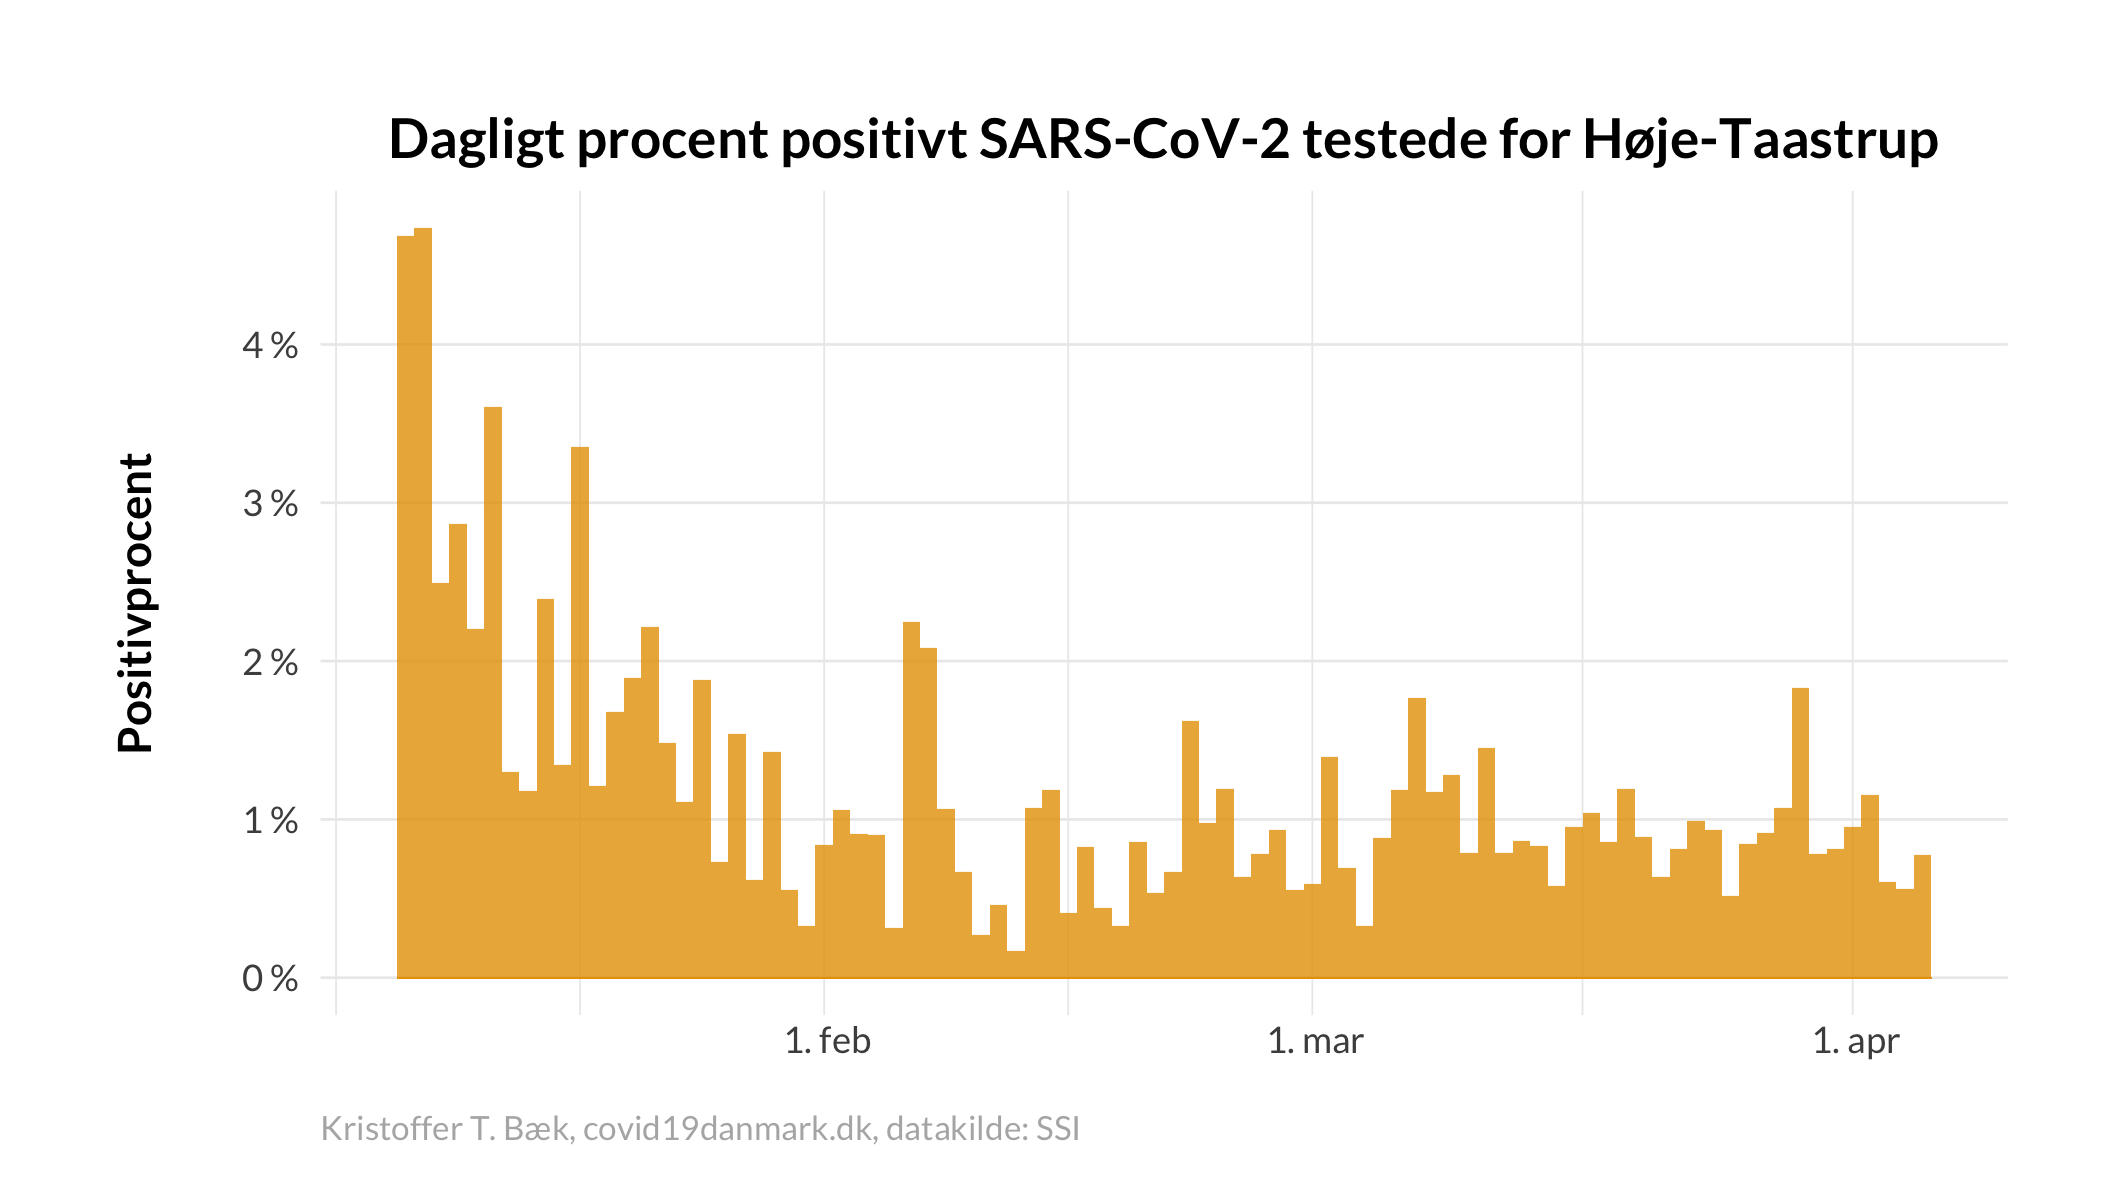 Dagligt procent positivt SARS-CoV-2 testede for Høje-Taastrup
Positivprocent
4 %
3 %
2 %
1 %
0 %
1. feb
1. mar
1. apr
Kristoffer T. Bæk, covid19danmark.dk, datakilde: SSI